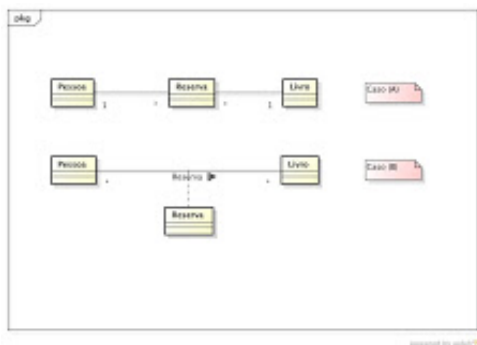 pkg
Pessoa
Reserva
Livro
Caso (A)
1
*
*
1
Pessoa
Livro
Caso (B)
Reserva
*
*
Reserva